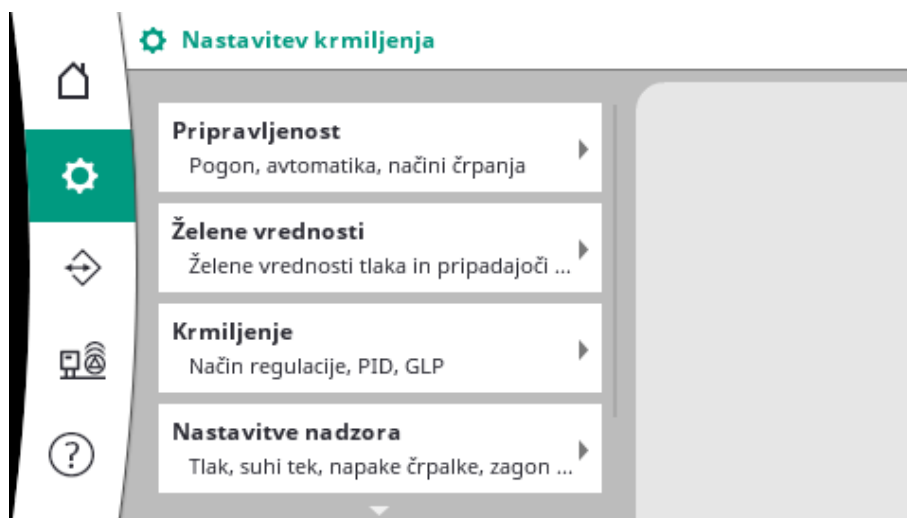 Nastavitev krmiljenja
Pripravljenost
Pogon, avtomatika, načini črpanja
Želene vrednosti
Želene vrednosti tlaka in pripadajoči ...
Krmiljenje
Način regulacije, PID, GLP
Nastavitve nadzora
Tlak, suhi tek, napake črpalke, zagon ...
?